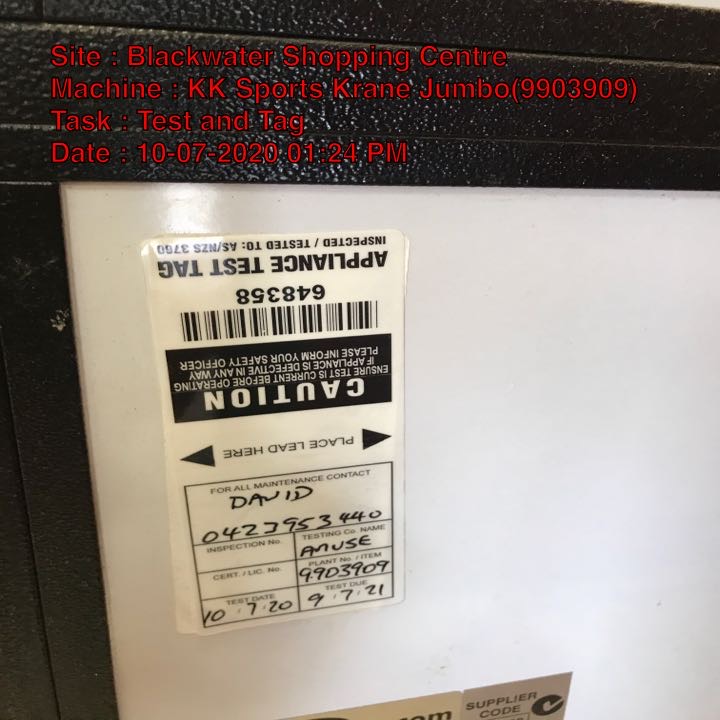 Site : Blackwater Shopping Centre
Machine : KK Sports Krane Jumbo(9903909)
Task : Test and Tag
Date : 10-07-2020 01:24 PM
APPLIANCE TEST TAG
INSPECTED / TESTED TO: AS/NZS 3760
648358
CAUTION
ENSURE TEST IS CURRENT BEFORE OPERATING
IF APPLIANCE IS DEFECTIVE IN ANY WAY
PLEASE INFORM YOUR SAFETY OFFICER
PLACE LEAD HERE
FOR ALL MAINTENANCE CONTACT
DAVID
0423953440
INSPECTION No.
TESTING Co. NAME
AMUSE
CERT. / LIC. No.
PLANT No. / ITEM
9903909
TEST DATE
10 / 7 / 20
TEST DUE
9 / 7 / 21
SUPPLIER
CODE